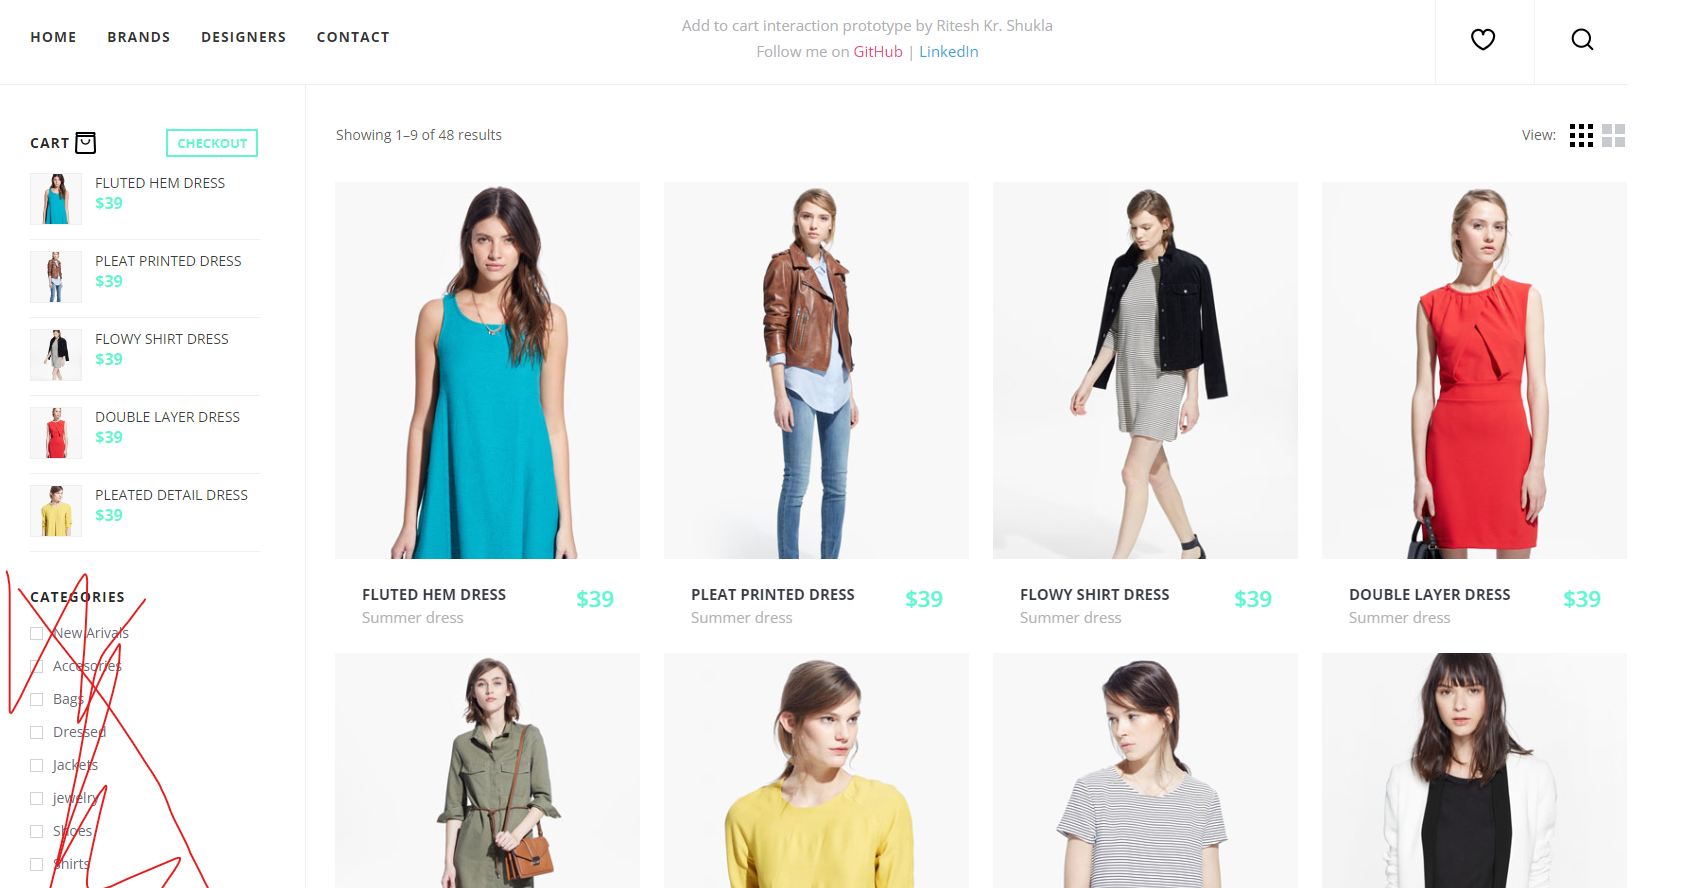 HOME BRANDS DESIGNERS CONTACT
Add to cart interaction prototype by Ritesh Kr. Shukla
Follow me on GitHub | LinkedIn
CART CHECKOUT
FLUTED HEM DRESS
$39
PLEAT PRINTED DRESS
$39
FLOWY SHIRT DRESS
$39
DOUBLE LAYER DRESS
$39
PLEATED DETAIL DRESS
$39
CATEGORIES
New Arivals
Accesories
Bags
Dressed
Jackets
jewelry
Shoes
Shirts
Showing 1–9 of 48 results
View:
FLUTED HEM DRESS $39
Summer dress
PLEAT PRINTED DRESS $39
Summer dress
FLOWY SHIRT DRESS $39
Summer dress
DOUBLE LAYER DRESS $39
Summer dress